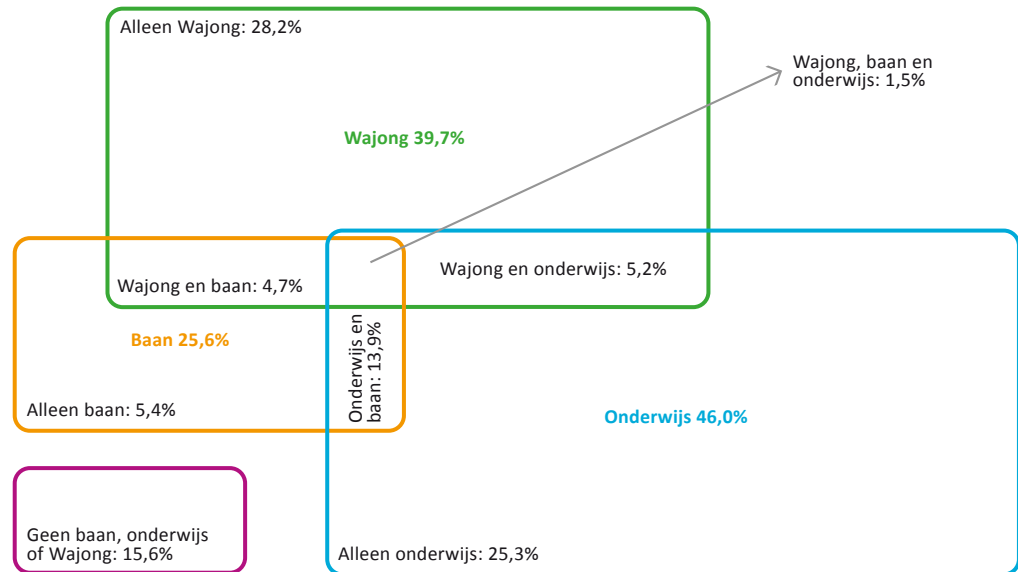 Alleen Wajong: 28,2%
Wajong, baan en
onderwijs: 1,5%
Wajong 39,7%
Wajong en onderwijs: 5,2%
Wajong en baan: 4,7%
Onderwijs en
baan: 13,9%
Baan 25,6%
Alleen baan: 5,4%
Onderwijs 46,0%
Geen baan, onderwijs
of Wajong: 15,6%
Alleen onderwijs: 25,3%